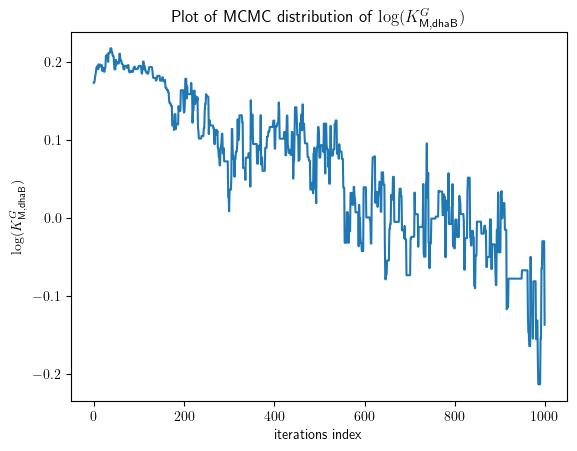 Plot of MCMC distribution of log(K^G_M,dhaB)
log(K^G_M,dhaB)
0.2
0.1
0.0
−0.1
−0.2
0 200 400 600 800 1000
iterations index